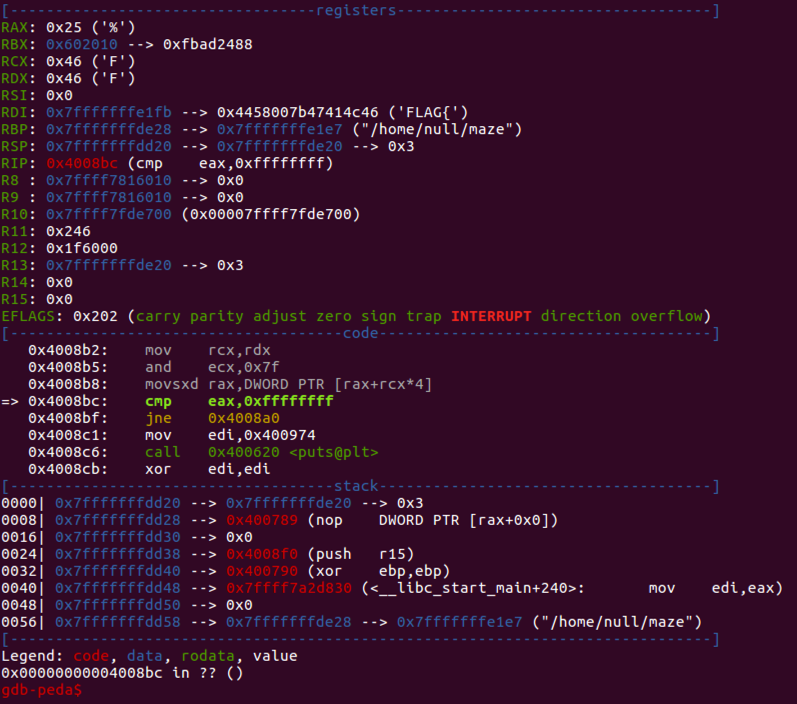 [----------------------------------registers-----------------------------------]
RAX: 0x25 ('%')
RBX: 0x602010 --> 0xfbad2488
RCX: 0x46 ('F')
RDX: 0x46 ('F')
RSI: 0x0
RDI: 0x7fffffffe1fb --> 0x4458007b47414c46 ('FLAG{')
RBP: 0x7fffffffde28 --> 0x7fffffffe1e7 ("/home/null/maze")
RSP: 0x7fffffffdd20 --> 0x7fffffffde20 --> 0x3
RIP: 0x4008bc (cmp    eax,0xffffffff)
R8 : 0x7ffff7816010 --> 0x0
R9 : 0x7ffff7816010 --> 0x0
R10: 0x7ffff7fde700 (0x00007ffff7fde700)
R11: 0x246
R12: 0x1f6000
R13: 0x7fffffffde20 --> 0x3
R14: 0x0
R15: 0x0
EFLAGS: 0x202 (carry parity adjust zero sign trap INTERRUPT direction overflow)
[-------------------------------------code-------------------------------------]
   0x4008b2:    mov    rcx,rdx
   0x4008b5:    and    ecx,0x7f
   0x4008b8:    movsxd rax,DWORD PTR [rax+rcx*4]
=> 0x4008bc:    cmp    eax,0xffffffff
   0x4008bf:    jne    0x4008a0
   0x4008c1:    mov    edi,0x400974
   0x4008c6:    call   0x400620 <puts@plt>
   0x4008cb:    xor    edi,edi
[------------------------------------stack-------------------------------------]
0000| 0x7fffffffdd20 --> 0x7fffffffde20 --> 0x3
0008| 0x7fffffffdd28 --> 0x400789 (nop    DWORD PTR [rax+0x0])
0016| 0x7fffffffdd30 --> 0x0
0024| 0x7fffffffdd38 --> 0x4008f0 (push   r15)
0032| 0x7fffffffdd40 --> 0x400790 (xor    ebp,ebp)
0040| 0x7fffffffdd48 --> 0x7ffff7a2d830 (<__libc_start_main+240>:       mov    edi,eax)
0048| 0x7fffffffdd50 --> 0x0
0056| 0x7fffffffdd58 --> 0x7fffffffde28 --> 0x7fffffffe1e7 ("/home/null/maze")
[------------------------------------------------------------------------------]
Legend: code, data, rodata, value
0x00000000004008bc in ?? ()
gdb-peda$